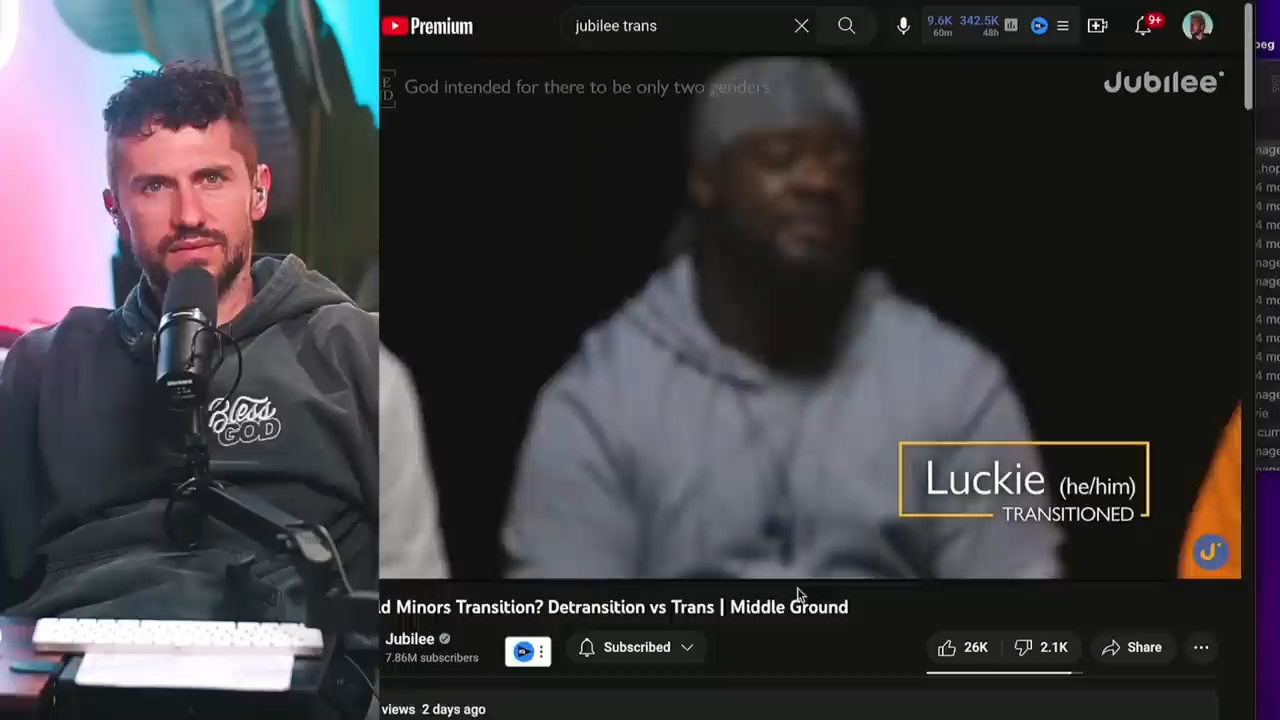 Premium
jubilee trans
9.6K 342.5K
60m 48h
9+
God intended for there to be only two genders
Jubilee
Bless
GOD
Luckie (he/him)
TRANSITIONED
J
d Minors Transition? Detransition vs Trans | Middle Ground
Jubilee
7.86M subscribers
Subscribed
26K
2.1K
Share
views 2 days ago